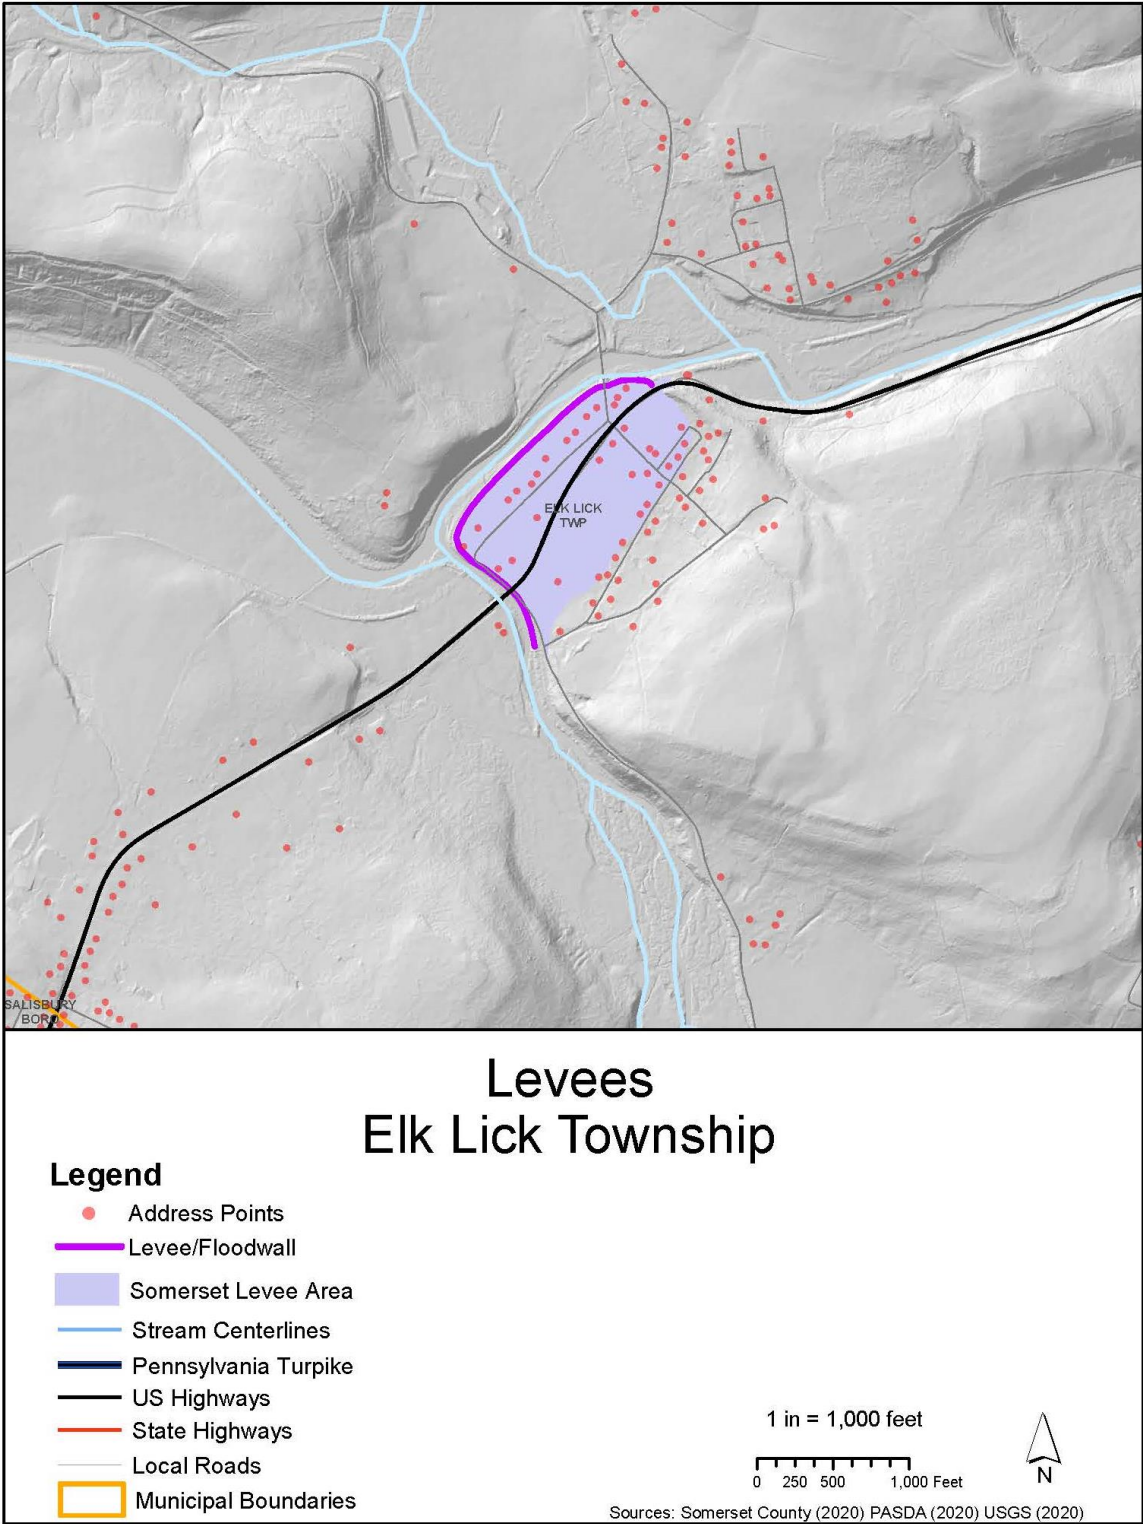 ELK LICK
TWP
SALISBURY
BORO
Levees
Elk Lick Township
Legend
Address Points
Levee/Floodwall
Somerset Levee Area
Stream Centerlines
Pennsylvania Turpike
US Highways
State Highways
Local Roads
Municipal Boundaries
1 in = 1,000 feet
0 250 500 1,000 Feet
N
Sources: Somerset County (2020) PASDA (2020) USGS (2020)